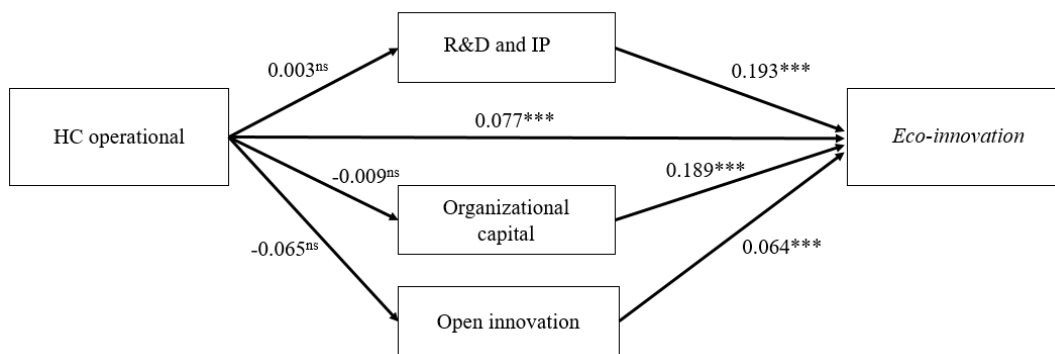 R&D and IP
0.003ns
0.193***
HC operational
0.077***
Eco-innovation
-0.009ns
0.189***
Organizational
capital
-0.065ns
0.064***
Open innovation